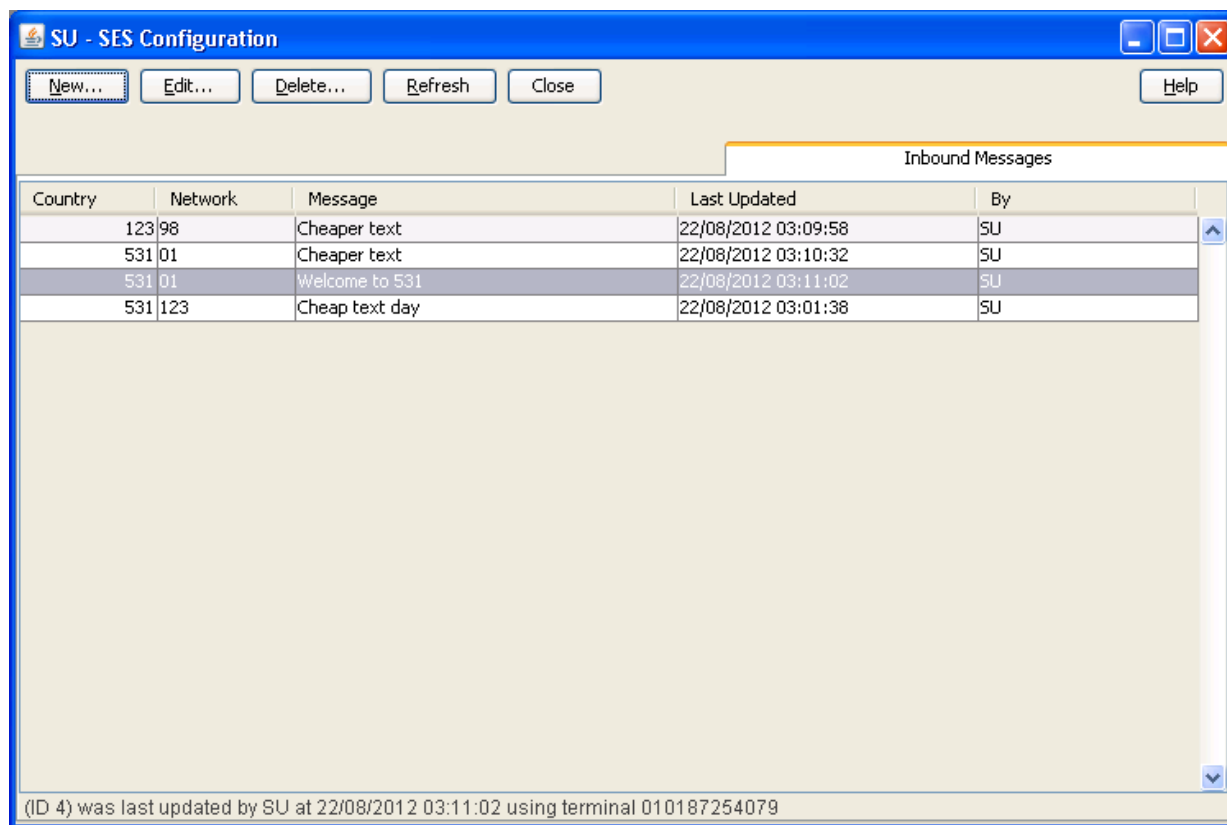 SU - SES Configuration
New... Edit... Delete... Refresh Close Help
Inbound Messages
Country Network Message Last Updated By
123 98 Cheaper text 22/08/2012 03:09:58 SU
531 01 Cheaper text 22/08/2012 03:10:32 SU
531 01 Welcome to 531 22/08/2012 03:11:02 SU
531 123 Cheap text day 22/08/2012 03:01:38 SU
(ID 4) was last updated by SU at 22/08/2012 03:11:02 using terminal 010187254079